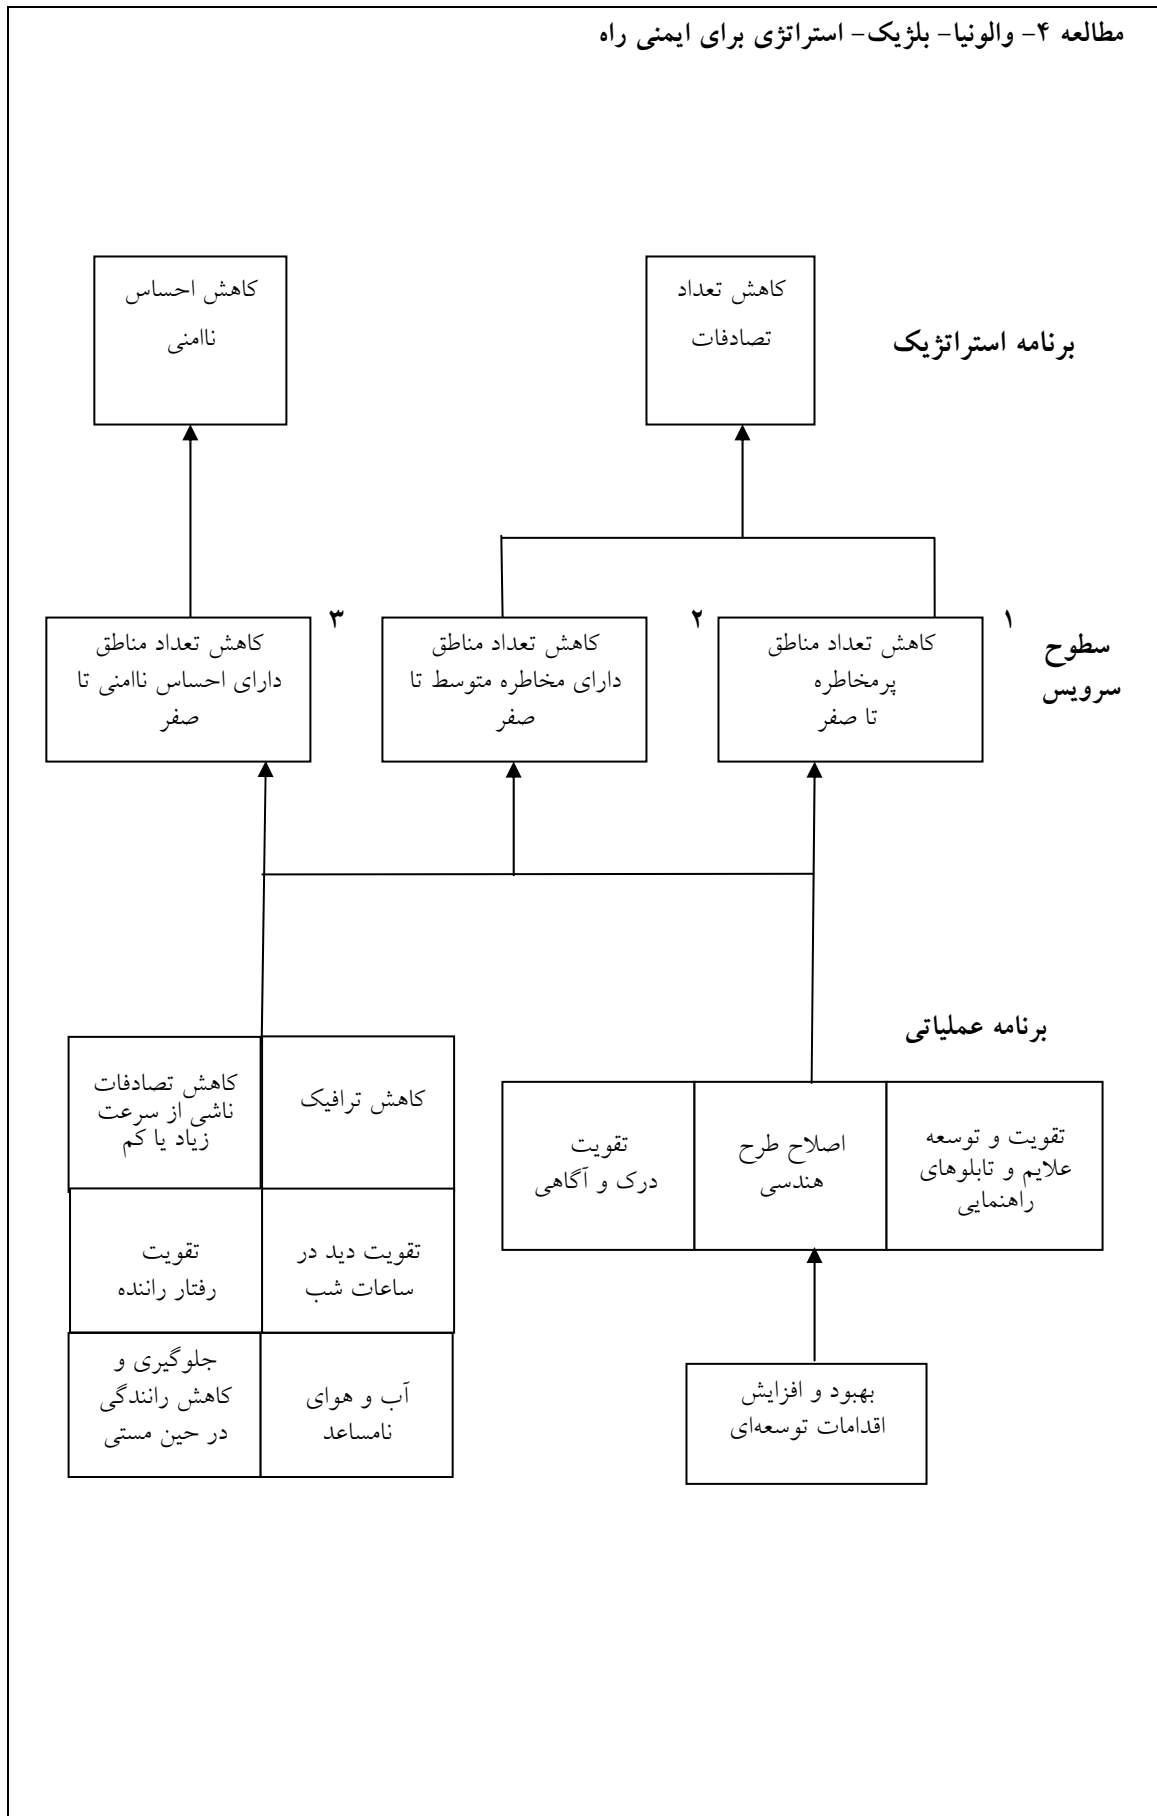 مطالعه ۴- والونیا- بلژیک- استراتژی برای ایمنی راه
برنامه استراتژیک
کاهش تعداد
تصادفات
کاهش احساس
ناامنی
سطوح
سرویس
۱
کاهش تعداد مناطق
پرمخاطره
تا صفر
۲
کاهش تعداد مناطق
دارای مخاطره متوسط تا
صفر
۳
کاهش تعداد مناطق
دارای احساس ناامنی تا
صفر
برنامه عملیاتی
تقویت و توسعه
علایم و تابلوهای
راهنمایی
اصلاح طرح
هندسی
تقویت
درک و آگاهی
بهبود و افزایش
اقدامات توسعه‌ای
کاهش ترافیک
کاهش تصادفات
ناشی از سرعت
زیاد یا کم
تقویت دید در
ساعات شب
تقویت
رفتار راننده
آب و هوای
نامساعد
جلوگیری و
کاهش رانندگی
در حین مستی